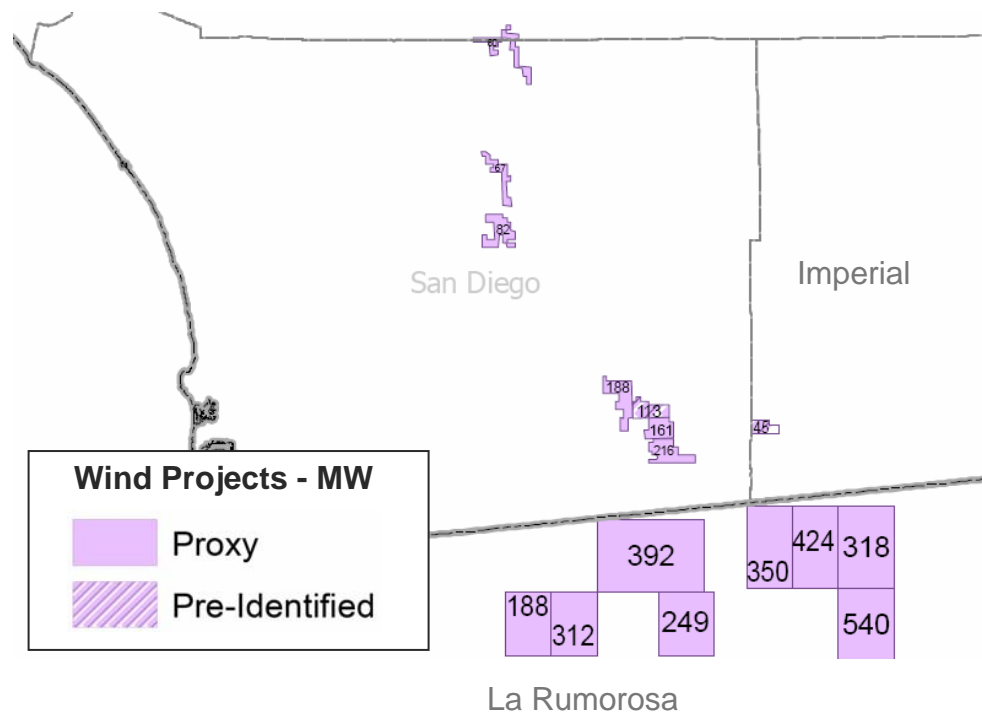 60
67
82
San Diego
Imperial
188
113
161
216
45
Wind Projects - MW
Proxy
Pre-Identified
392
424
318
350
188
312
249
540
La Rumorosa